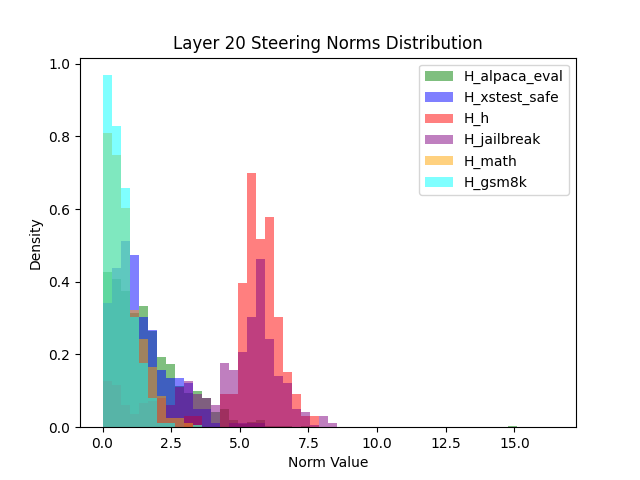 Layer 20 Steering Norms Distribution
H_alpaca_eval
H_xstest_safe
H_h
H_jailbreak
H_math
H_gsm8k
1.0
0.8
0.6
0.4
0.2
0.0
Density
0.0 2.5 5.0 7.5 10.0 12.5 15.0
Norm Value